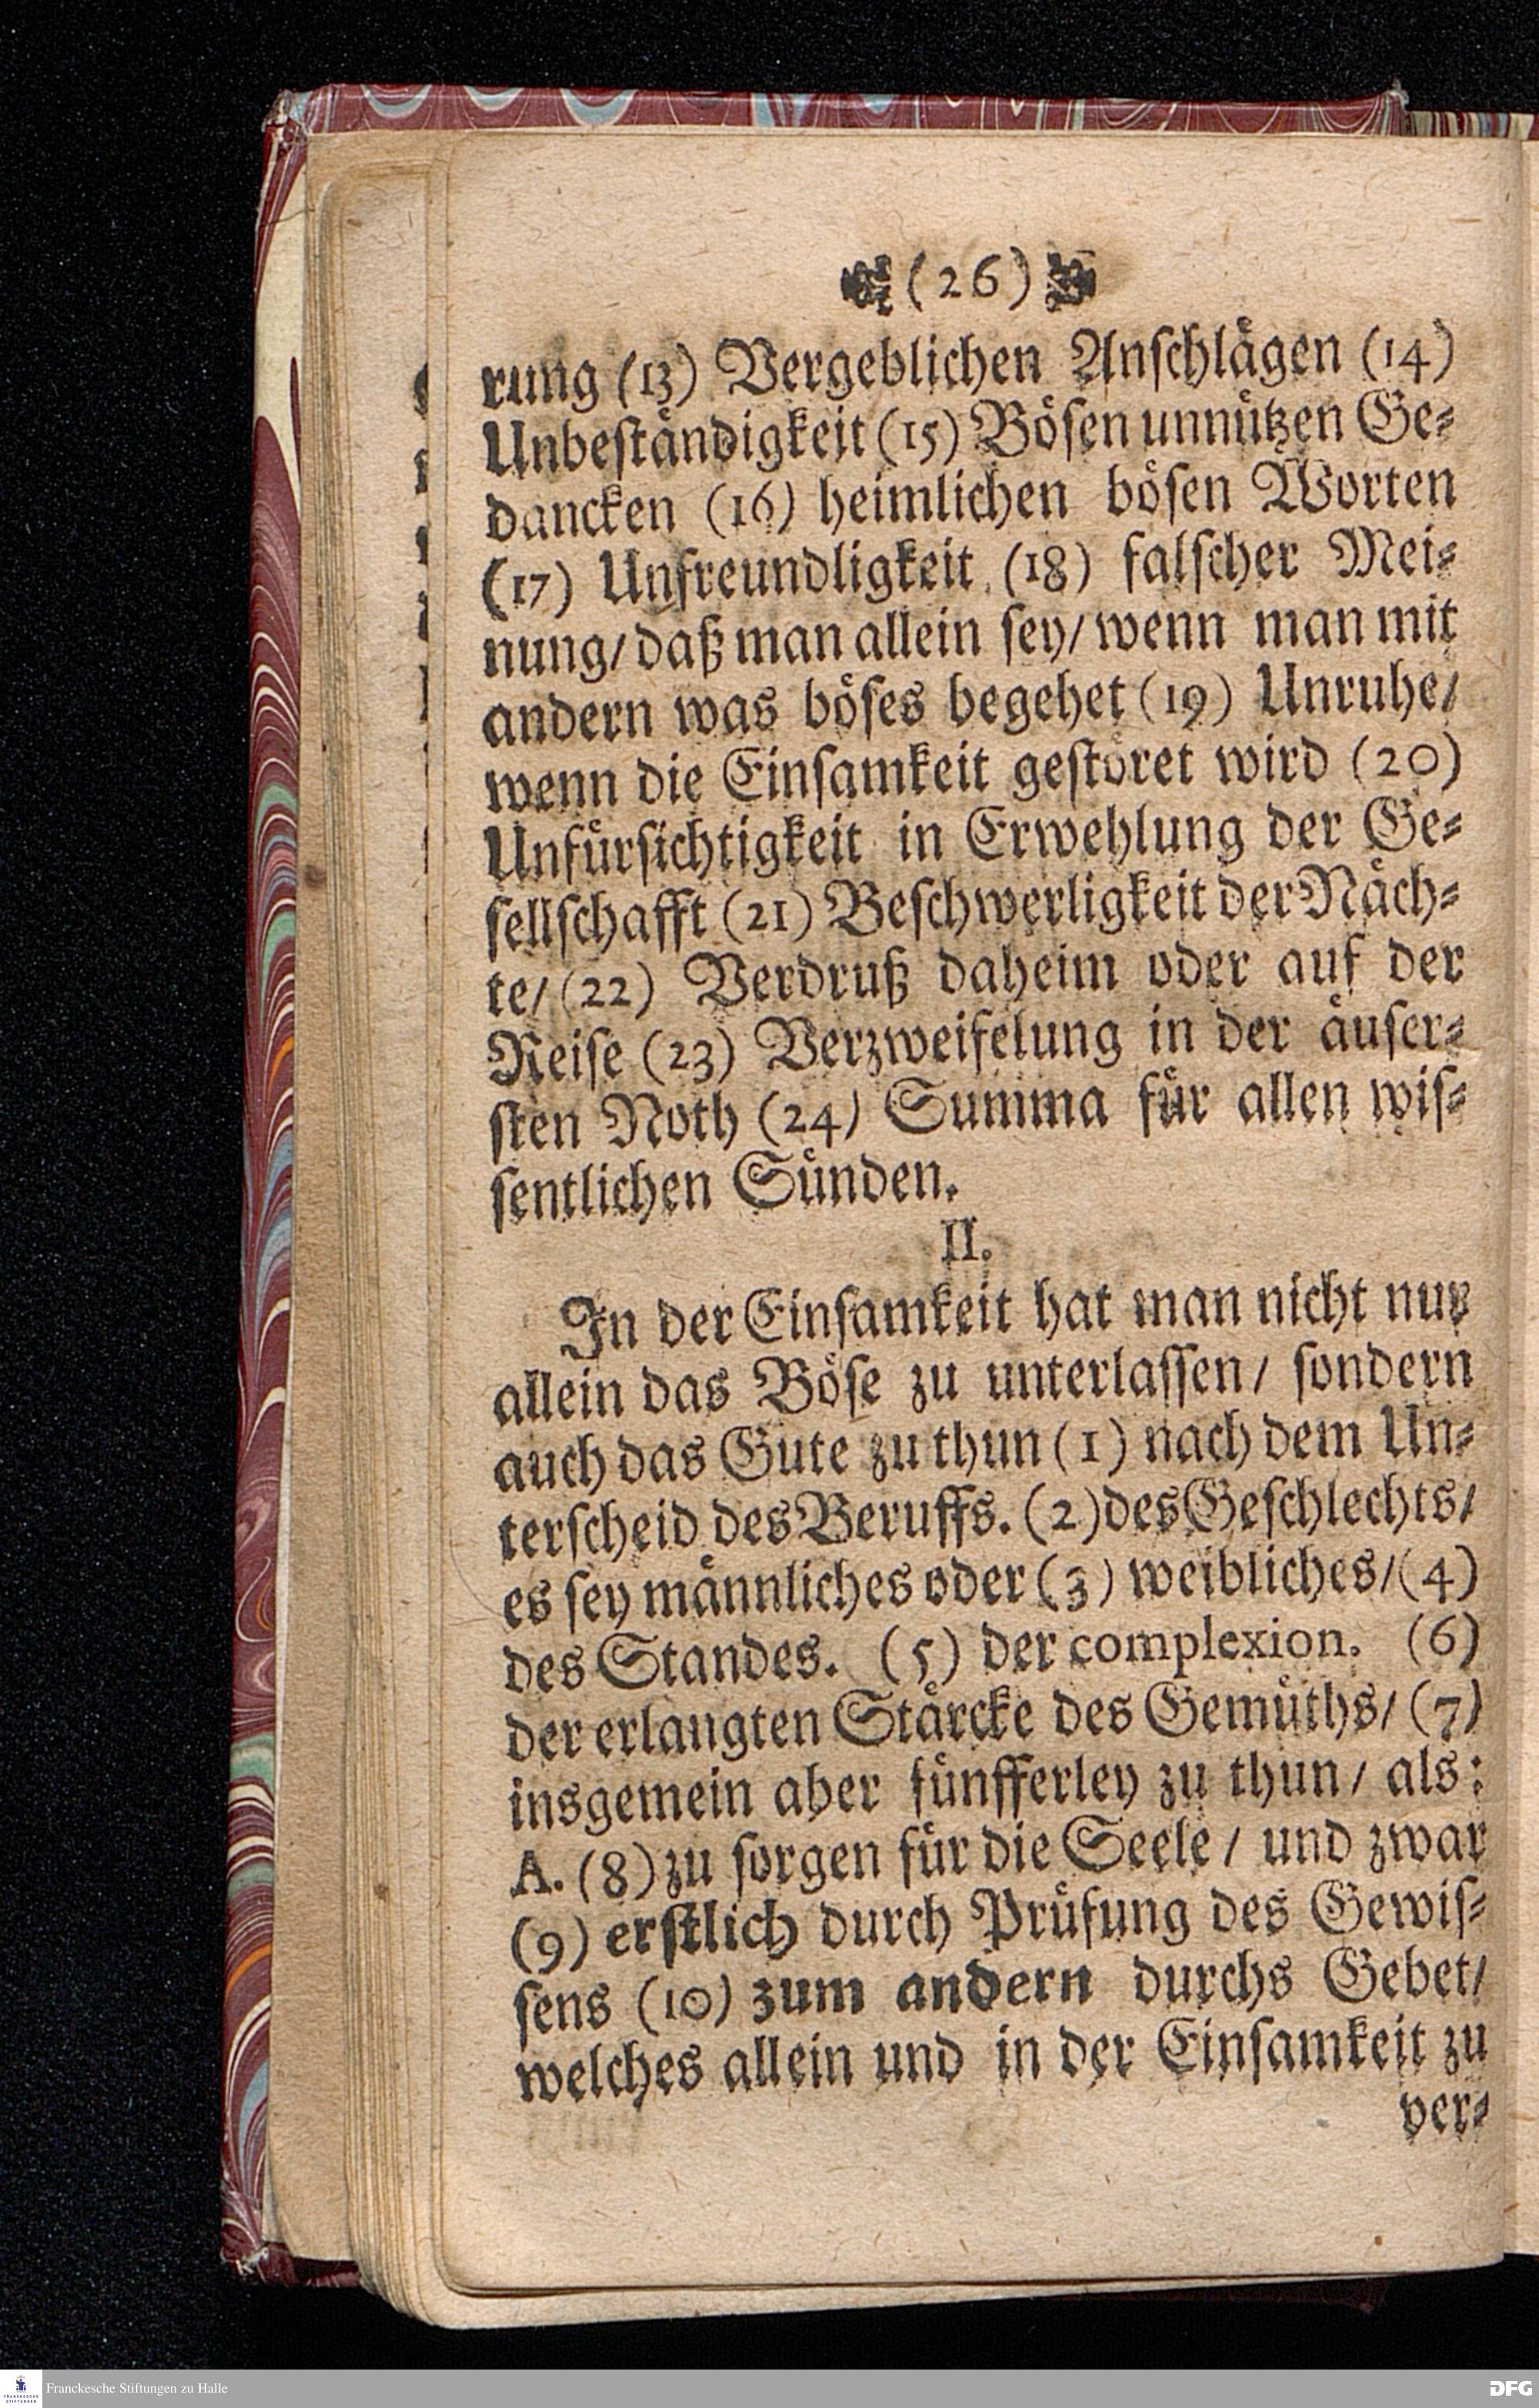 (26)
rung (13) Vergeblichen Anschlägen (14)
Unbeständigkeit (15) Bösen unnützen Ge-
dancken (16) heimlichen bösen Worten
(17) Unfreundligkeit (18) falscher Mei-
nung/ daß man allein sey/ wenn man mit
andern was böses begehet (19) Unruhe/
wenn die Einsamkeit gestöret wird (20)
Unfürsichtigkeit in Erwehlung der Ge-
sellschafft (21) Beschwerligkeit der Näch-
te/ (22) Verdruß daheim oder auf der
Reise (23) Verzweifelung in der äuser-
sten Noth (24) Summa für allen wis-
sentlichen Sünden.
II.
In der Einsamkeit hat man nicht nur
allein das Böse zu unterlassen/ sondern
auch das Gute zu thun (1) nach dem Un-
terscheid des Beruffs. (2) des Geschlechts/
es sey männliches oder (3) weibliches/ (4)
des Standes. (5) der complexion. (6)
der erlangten Stärcke des Gemüths/ (7)
insgemein aber fünfferley zu thun/ als:
A. (8) zu sorgen für die Seele/ und zwar
(9) erstlich durch Prüfung des Gewis-
sens (10) zum andern durchs Gebet/
welches allein und in der Einsamkeit zu
ver-
Franckesche Stiftungen zu Halle
DFG